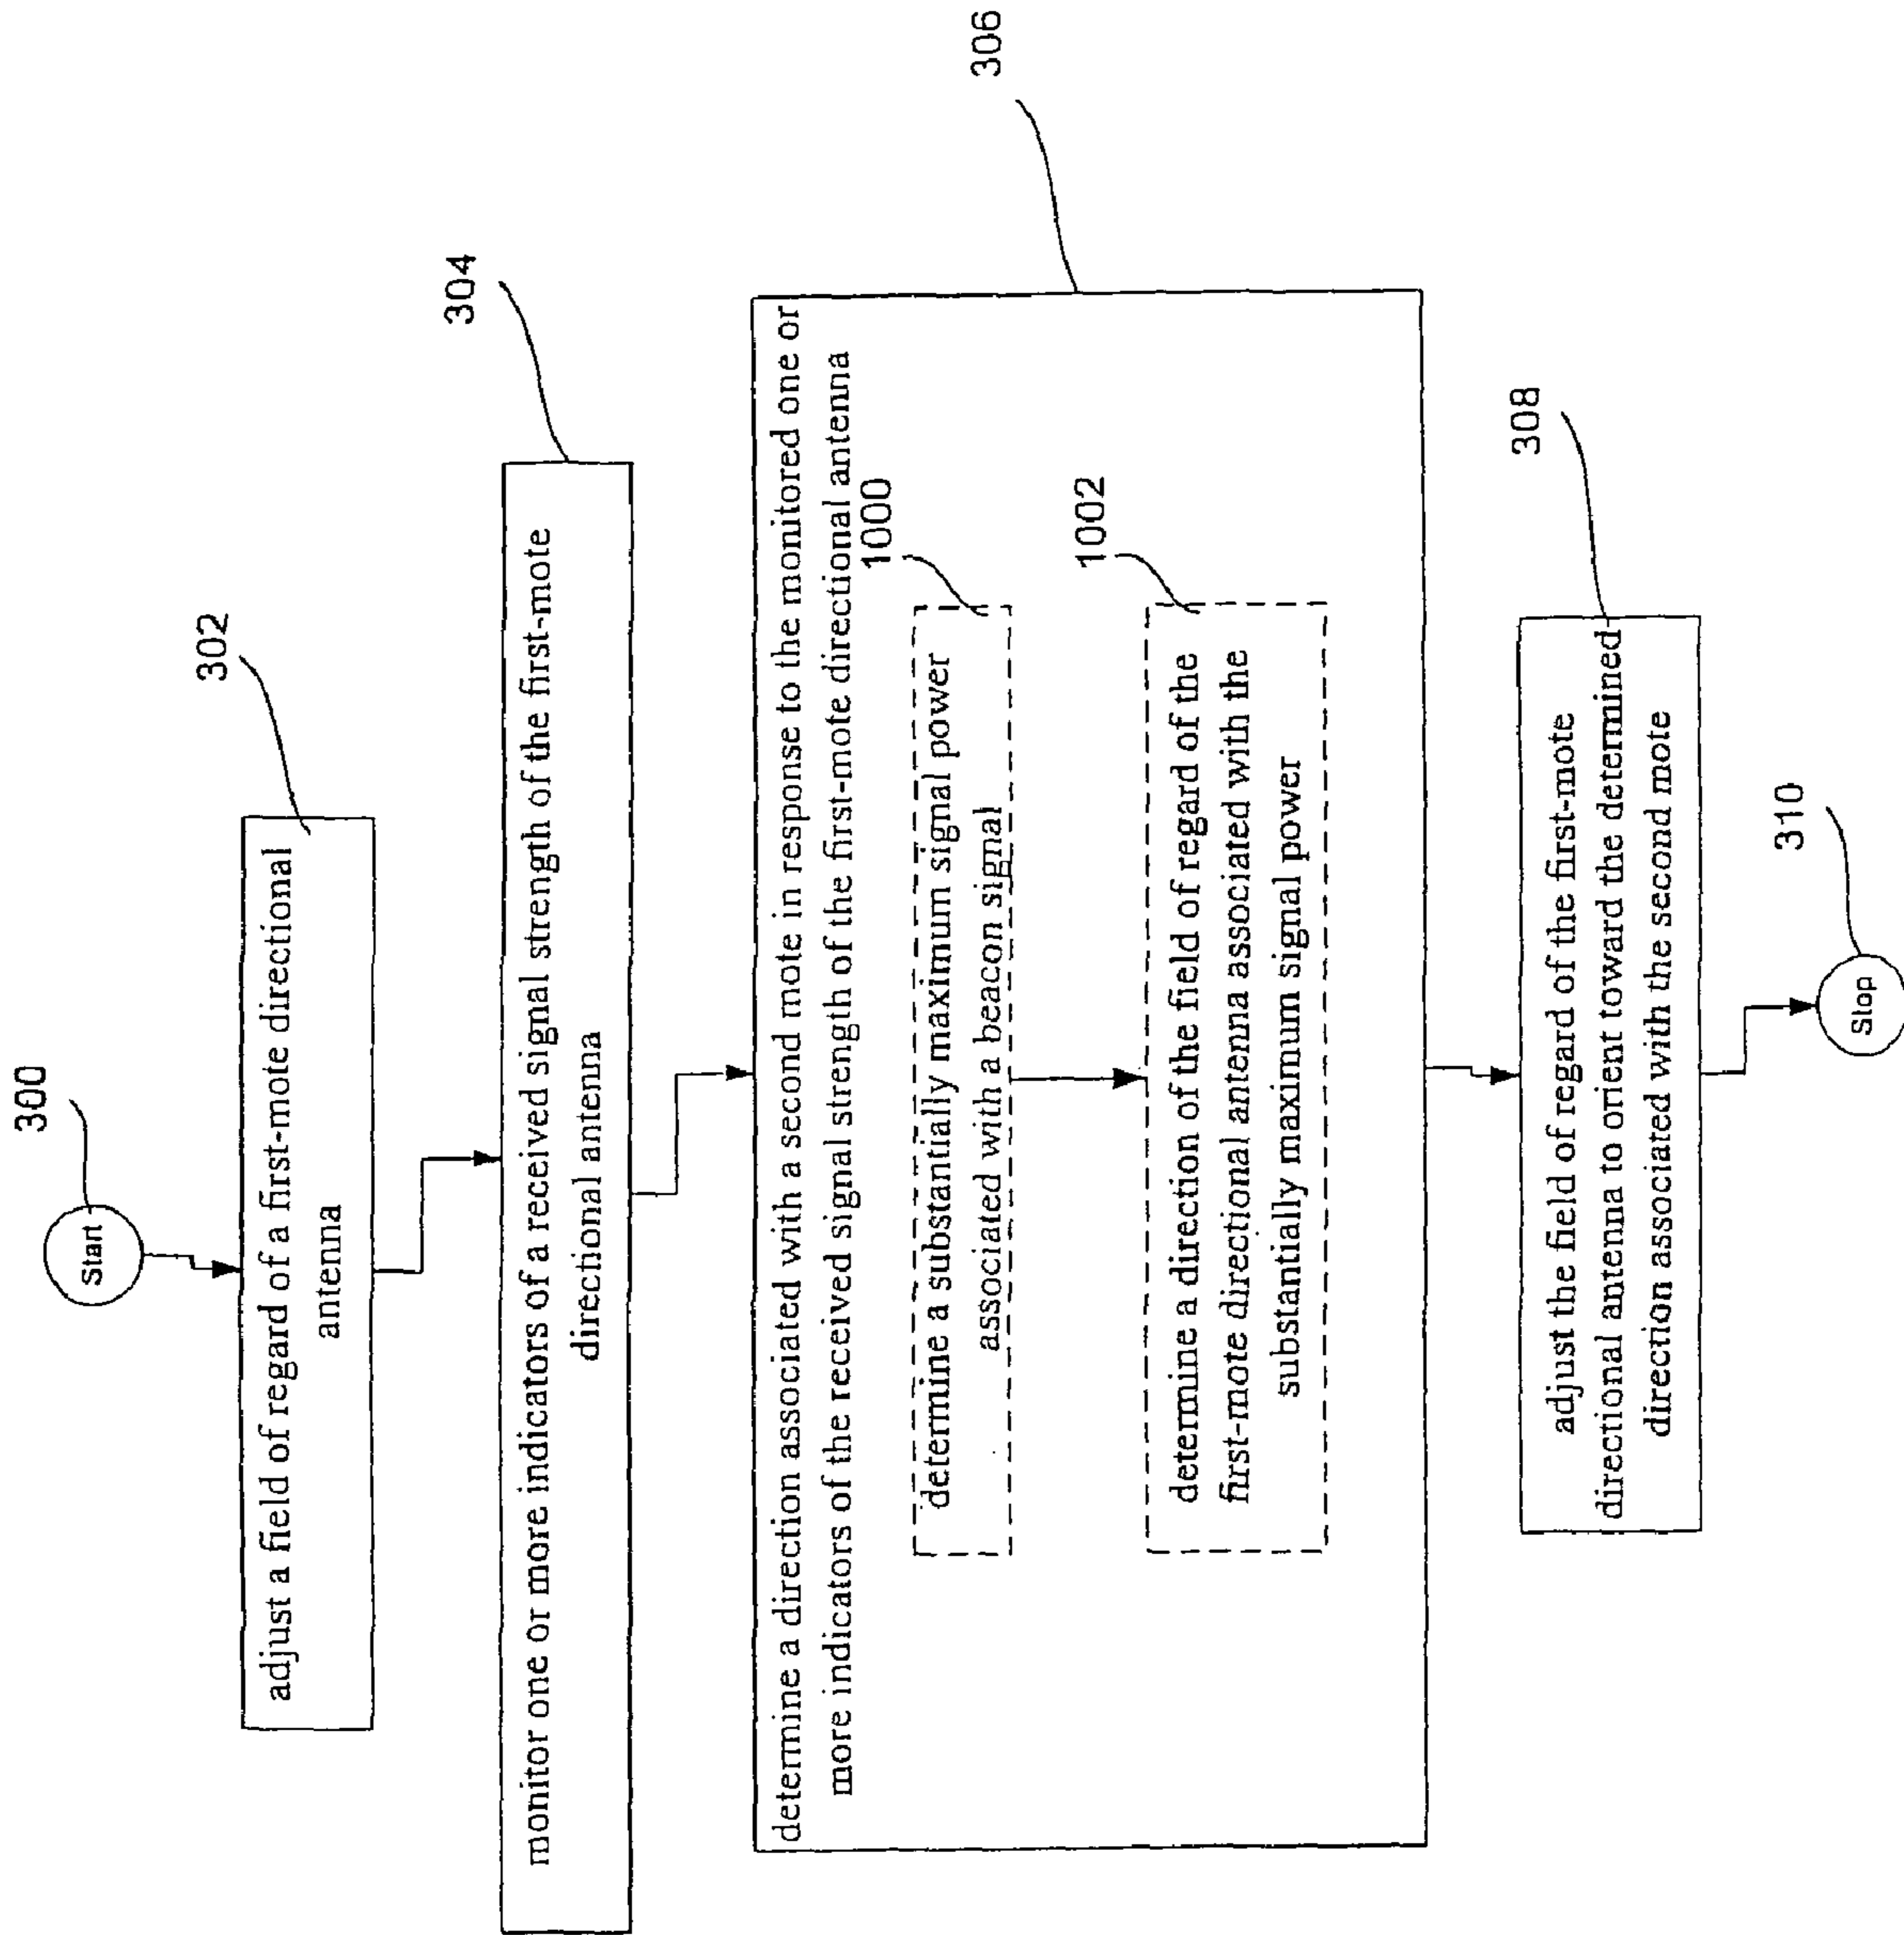 300
Start
302
adjust a field of regard of a first-mote directional
antenna
304
monitor one or more indicators of a received signal strength of the first-mote
directional antenna
306
determine a direction associated with a second mote in response to the monitored one or
more indicators of the received signal strength of the first-mote directional antenna
1000
determine a substantially maximum signal power
associated with a beacon signal
1002
determine a direction of the field of regard of the
first-mote directional antenna associated with the
substantially maximum signal power
308
adjust the field of regard of the first-mote
directional antenna to orient toward the determined
direction associated with the second mote
310
Stop